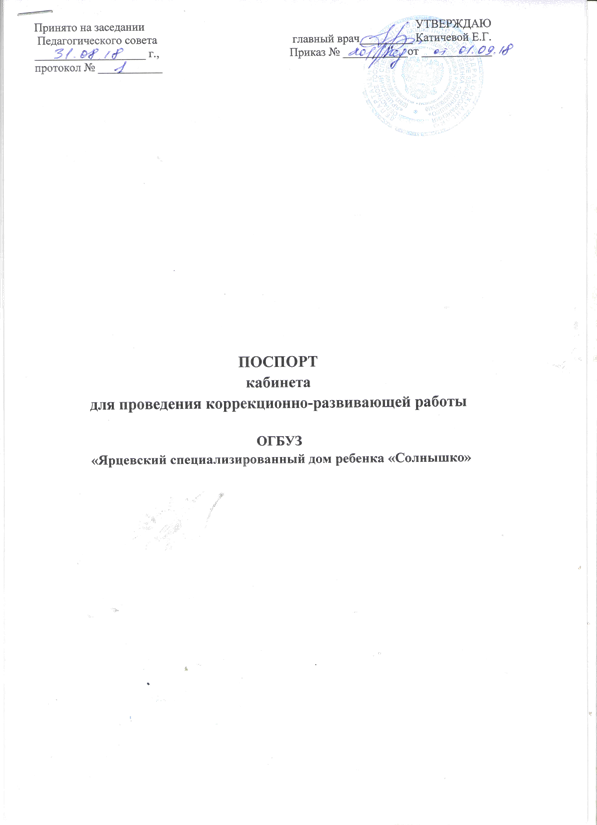 Принято на заседании
Педагогического совета
31.08 18 г.,
протокол № 1
УТВЕРЖДАЮ
главный врач Катичевой Е.Г.
Приказ № от 01.09.18
ПОСПОРТ
кабинета
для проведения коррекционно-развивающей работы
ОГБУЗ
«Ярцевский специализированный дом ребенка «Солнышко»